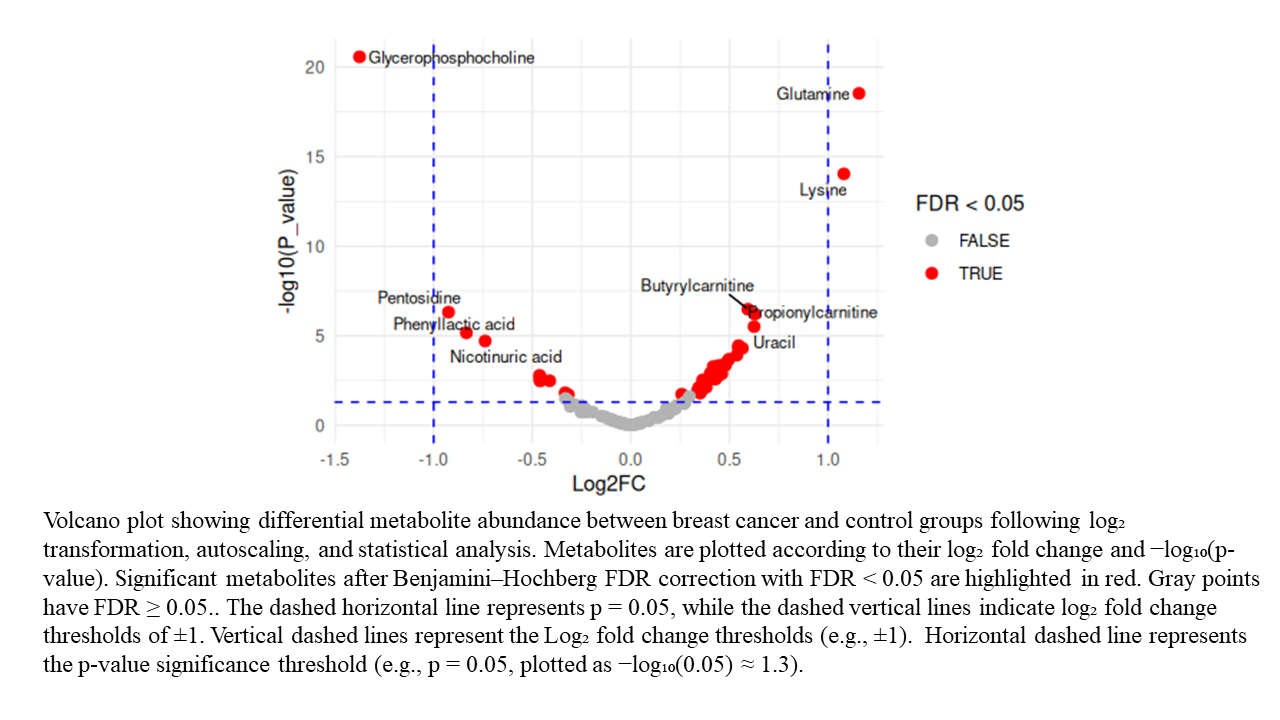 Glycerophosphocholine
Glutamine
Lysine
Butyrylcarnitine
Propionylcarnitine
Uracil
Pentosidine
Phenyllactic acid
Nicotinuric acid
-log10(P_value)
20
15
10
5
0
-1.5 -1.0 -0.5 0.0 0.5 1.0
Log2FC
FDR < 0.05
FALSE
TRUE
Volcano plot showing differential metabolite abundance between breast cancer and control groups following log₂
transformation, autoscaling, and statistical analysis. Metabolites are plotted according to their log₂ fold change and −log₁₀(p-
value). Significant metabolites after Benjamini–Hochberg FDR correction with FDR < 0.05 are highlighted in red. Gray points
have FDR ≥ 0.05.. The dashed horizontal line represents p = 0.05, while the dashed vertical lines indicate log₂ fold change
thresholds of ±1. Vertical dashed lines represent the Log₂ fold change thresholds (e.g., ±1). Horizontal dashed line represents
the p-value significance threshold (e.g., p = 0.05, plotted as −log₁₀(0.05) ≈ 1.3).